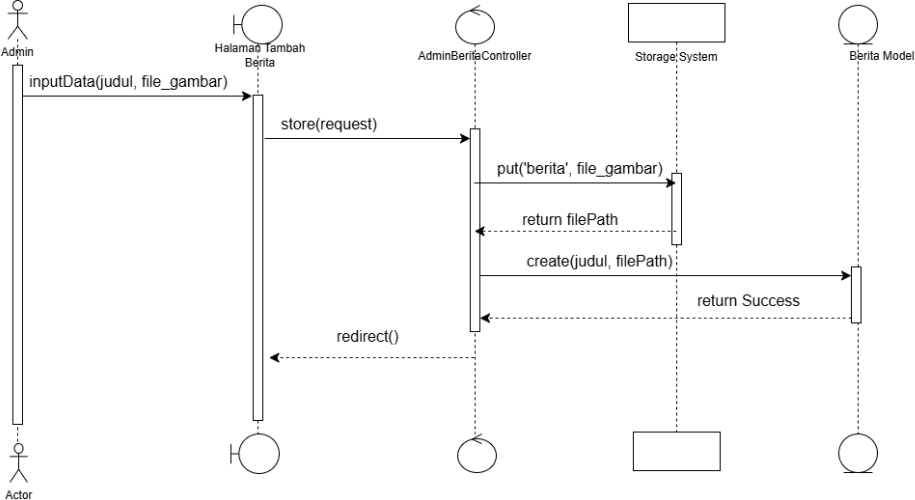 Admin
Halaman Tambah
Berita
AdminBeritaController
Storage System
Berita Model
inputData(judul, file_gambar)
store(request)
put('berita', file_gambar)
return filePath
create(judul, filePath)
return Success
redirect()
Actor